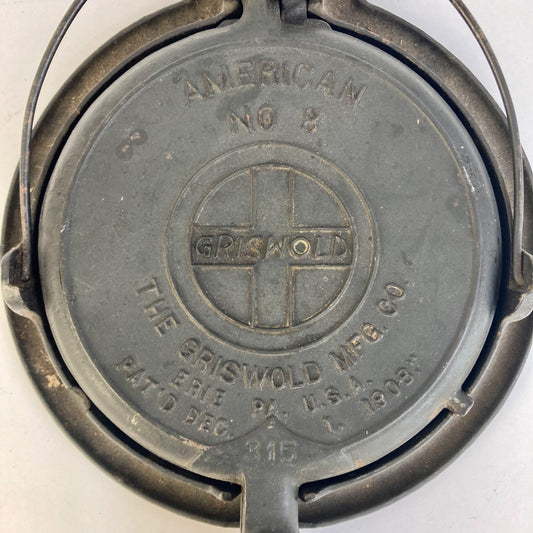 AMERICAN
NO 8
GRISWOLD
THE GRISWOLD MFG. CO.
ERIE PA. U.S.A.
PAT'D DEC. 1. 1908."
315